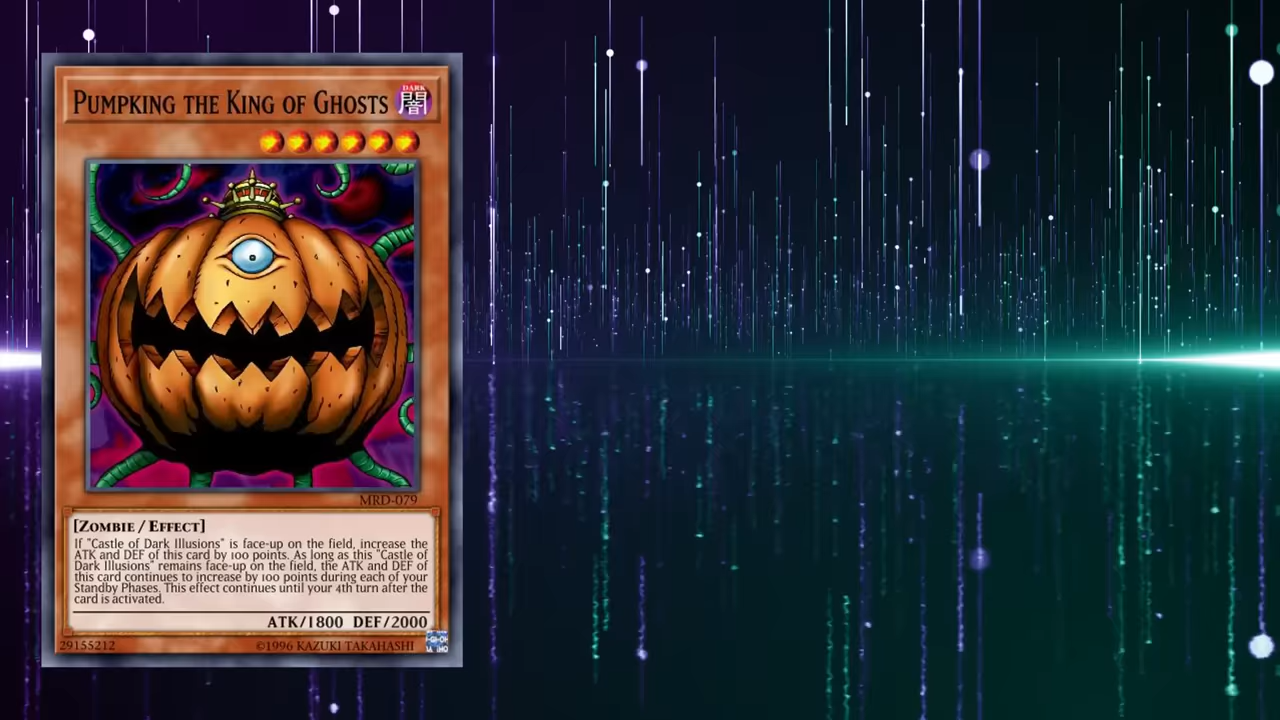 PUMPKING THE KING OF GHOSTS
DARK
闇
MRD-079
[ZOMBIE / EFFECT]
If "Castle of Dark Illusions" is face-up on the field, increase the
ATK and DEF of this card by 100 points. As long as this "Castle of
Dark Illusions" remains face-up on the field, the ATK and DEF of
this card continues to increase by 100 points during each of your
Standby Phases. This effect continues until your 4th turn after the
card is activated.
ATK/1800 DEF/2000
29155212
©1996 KAZUKI TAKAHASHI